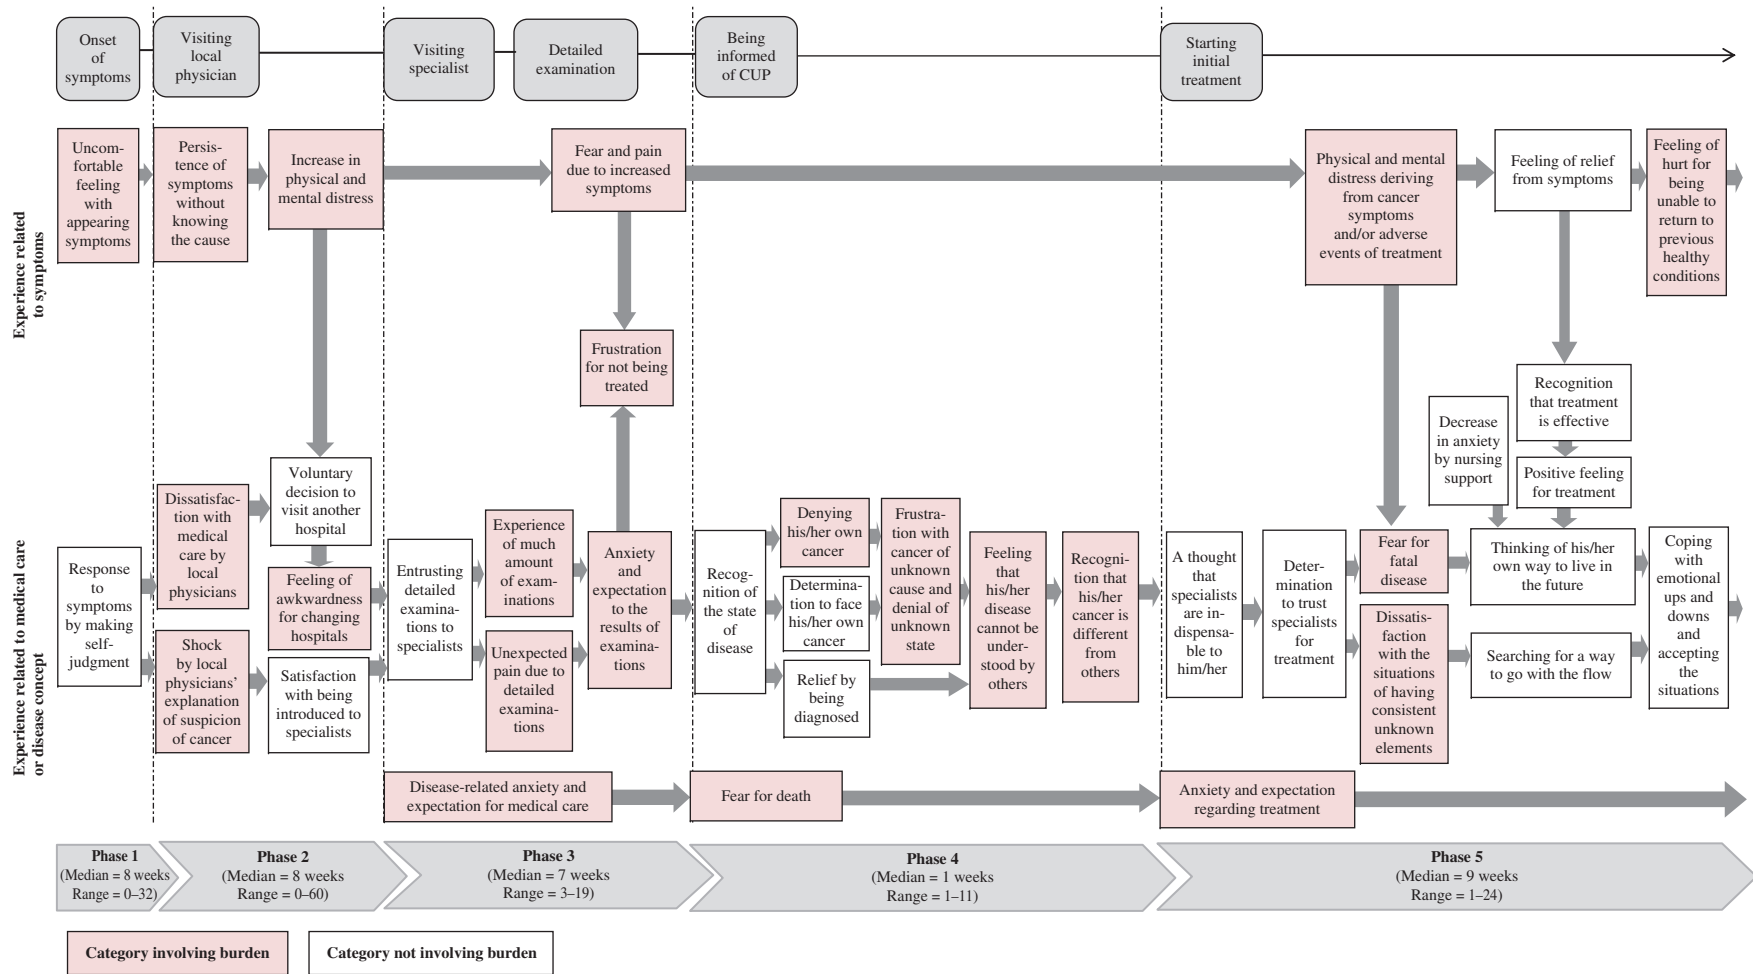 Onset
of
symptoms
Visiting
local
physician
Visiting
specialist
Detailed
examination
Being
informed
of CUP
Starting
initial
treatment
Experience related
to symptoms
Uncom-
fortable
feeling
with
appearing
symptoms
Persis-
tence of
symptoms
without
knowing
the cause
Increase in
physical and
mental distress
Fear and pain
due to increased
symptoms
Frustration
for not being
treated
Physical and mental
distress deriving
from cancer
symptoms
and/or adverse
events of treatment
Feeling of relief
from symptoms
Feeling of
hurt for
being
unable to
return to
previous
healthy
conditions
Experience related to medical care
or disease concept
Response
to
symptoms
by making
self-
judgment
Dissatisfac-
tion with
medical
care by
local
physicians
Shock
by local
physicians’
explanation
of suspicion
of cancer
Voluntary
decision to
visit another
hospital
Feeling of
awkwardness
for changing
hospitals
Satisfaction
with being
introduced to
specialists
Entrusting
detailed
examina-
tions to
specialists
Experience
of much
amount
of exam-
inations
Unexpected
pain due to
detailed
examina-
tions
Anxiety
and
expectation
to the
results of
examina-
tions
Recog-
nition of
the state
of
disease
Denying
his/her own
cancer
Determina-
tion to face
his/her own
cancer
Relief by
being
diagnosed
Frustra-
tion with
cancer of
unknown
cause and
denial of
unknown
state
Feeling
that
his/her
disease
cannot be
under-
stood by
others
Recogni-
tion that
his/her
cancer is
different
from
others
A thought
that
specialists
are in-
dispensa-
ble to
him/her
Deter-
mination
to trust
specialists
for
treatment
Fear for
fatal
disease
Dissatis-
faction
with the
situations
of having
consistent
unknown
elements
Decrease
in anxiety
by nursing
support
Recognition
that treatment
is effective
Positive feeling
for treatment
Thinking of his/her
own way to live
in the future
Searching for a way
to go with the flow
Coping
with
emotional
ups and
downs
and
accepting
the
situations
Disease-related anxiety and
expectation for medical care
Fear for death
Anxiety and expectation
regarding treatment
Phase 1
(Median = 8 weeks
Range = 0–32)
Phase 2
(Median = 8 weeks
Range = 0–60)
Phase 3
(Median = 7 weeks
Range = 3–19)
Phase 4
(Median = 1 weeks
Range = 1–11)
Phase 5
(Median = 9 weeks
Range = 1–24)
Category involving burden
Category not involving burden